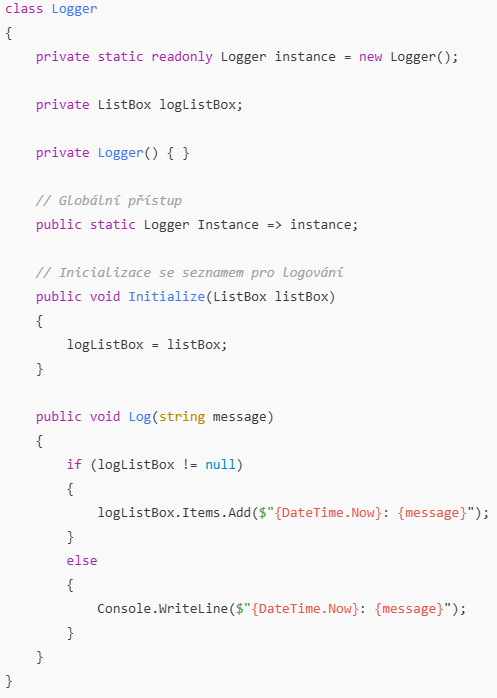 class Logger
{
    private static readonly Logger instance = new Logger();

    private ListBox logListBox;

    private Logger() { }

    // Globální přístup
    public static Logger Instance => instance;

    // Inicializace se seznamem pro logování
    public void Initialize(ListBox listBox)
    {
        logListBox = listBox;
    }

    public void Log(string message)
    {
        if (logListBox != null)
        {
            logListBox.Items.Add($"{DateTime.Now}: {message}");
        }
        else
        {
            Console.WriteLine($"{DateTime.Now}: {message}");
        }
    }
}